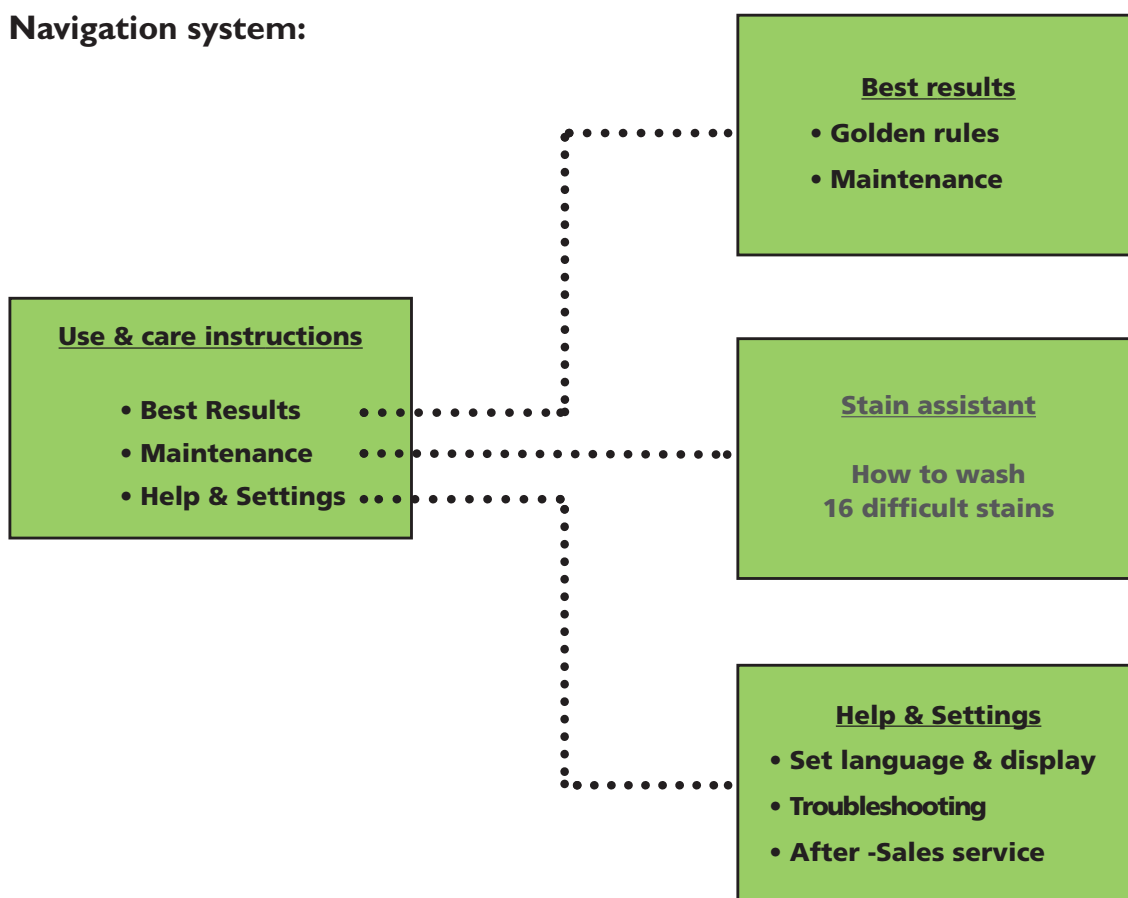 Navigation system:
Best results
• Golden rules
• Maintenance
Use & care instructions
• Best Results
• Maintenance
• Help & Settings
Stain assistant
How to wash
16 difficult stains
Help & Settings
• Set language & display
• Troubleshooting
• After -Sales service